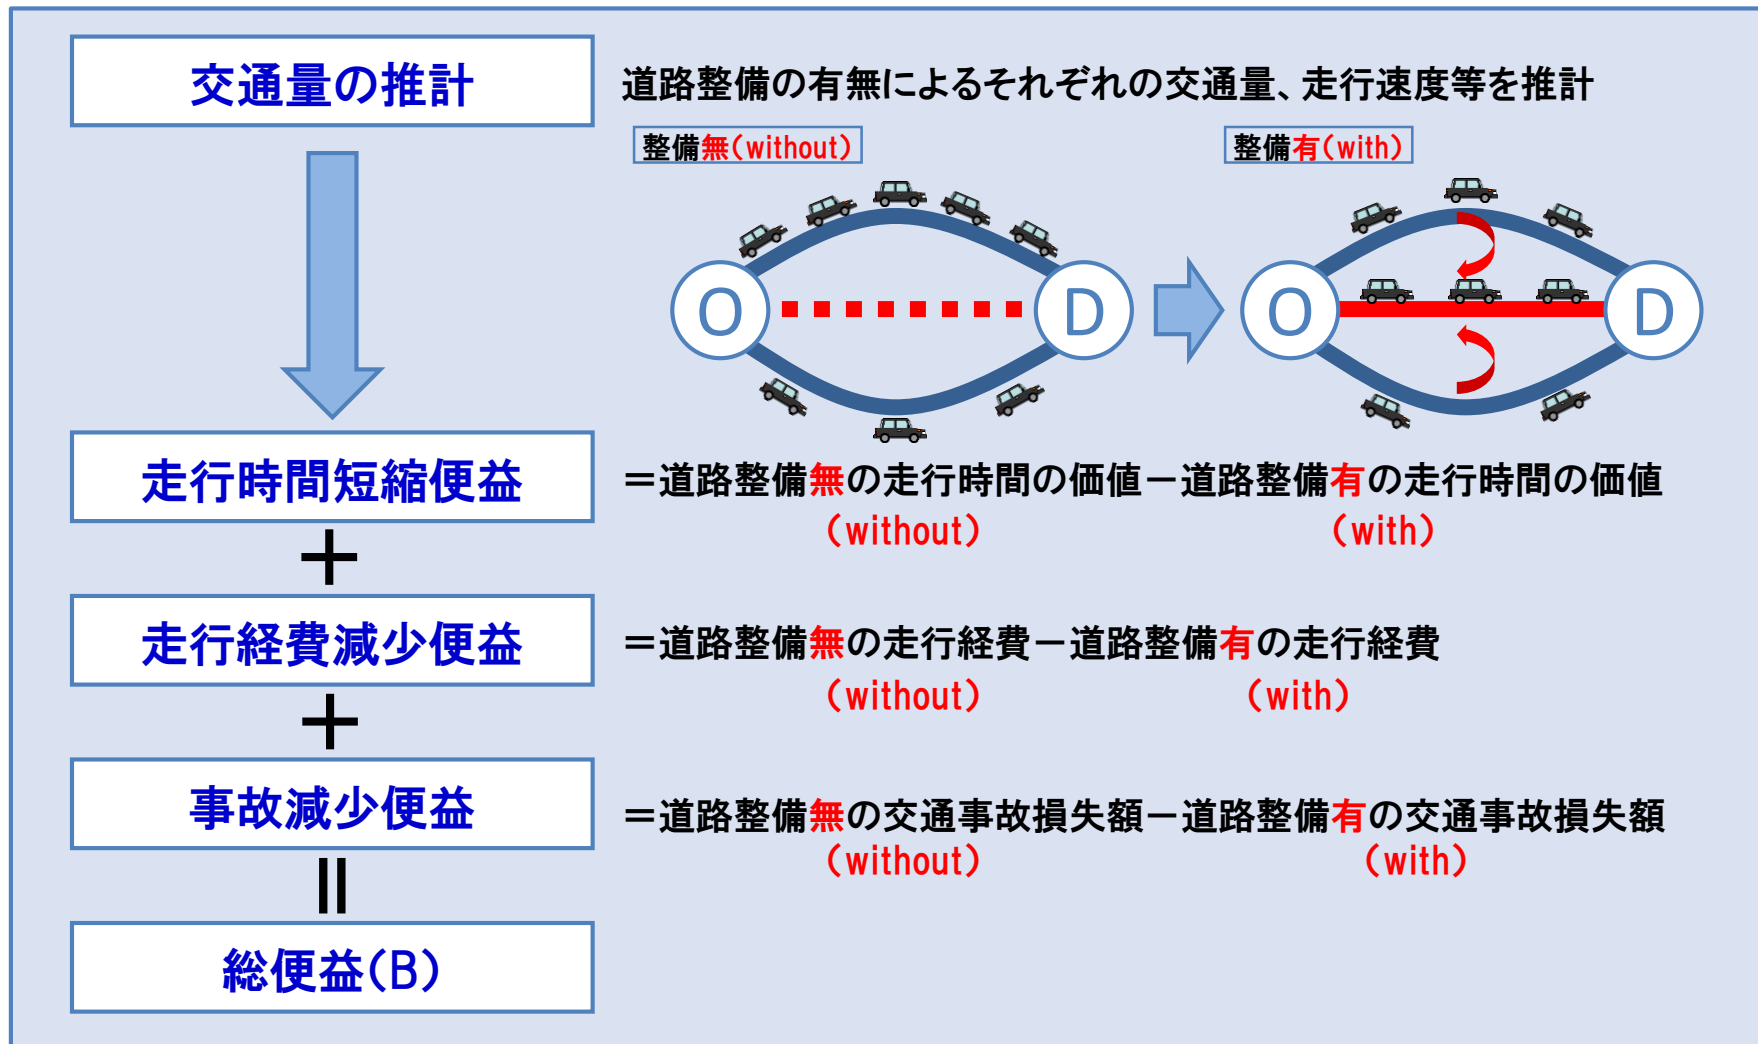 交通量の推計
道路整備の有無によるそれぞれの交通量、走行速度等を推計
整備無(without)
整備有(with)
O
D
O
D
走行時間短縮便益
=道路整備無の走行時間の価値-道路整備有の走行時間の価値
(without)
(with)
+
走行経費減少便益
=道路整備無の走行経費-道路整備有の走行経費
(without)
(with)
+
事故減少便益
=道路整備無の交通事故損失額-道路整備有の交通事故損失額
(without)
(with)
=
総便益(B)